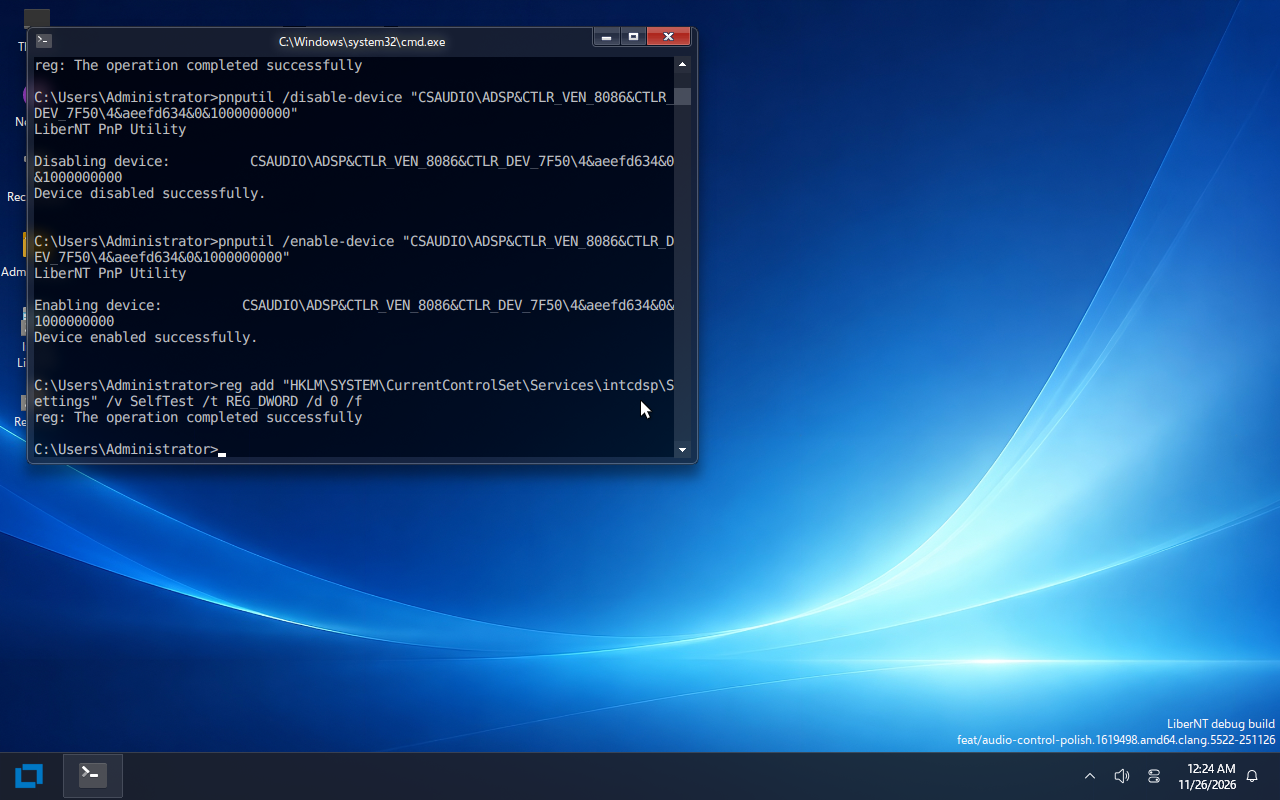 C:\Windows\system32\cmd.exe
reg: The operation completed successfully
C:\Users\Administrator>pnputil /disable-device "CSAUDIO\ADSP&CTLR_VEN_8086&CTLR_
DEV_7F50\4&aeefd634&0&1000000000"
LiberNT PnP Utility
Disabling device:          CSAUDIO\ADSP&CTLR_VEN_8086&CTLR_DEV_7F50\4&aeefd634&0
&1000000000
Device disabled successfully.
C:\Users\Administrator>pnputil /enable-device "CSAUDIO\ADSP&CTLR_VEN_8086&CTLR_D
EV_7F50\4&aeefd634&0&1000000000"
LiberNT PnP Utility
Enabling device:          CSAUDIO\ADSP&CTLR_VEN_8086&CTLR_DEV_7F50\4&aeefd634&0&
1000000000
Device enabled successfully.
C:\Users\Administrator>reg add "HKLM\SYSTEM\CurrentControlSet\Services\intcdsp\S
ettings" /v SelfTest /t REG_DWORD /d 0 /f
reg: The operation completed successfully
C:\Users\Administrator>
LiberNT debug build
feat/audio-control-polish.1619498.amd64.clang.5522-251126
12:24 AM
11/26/2026